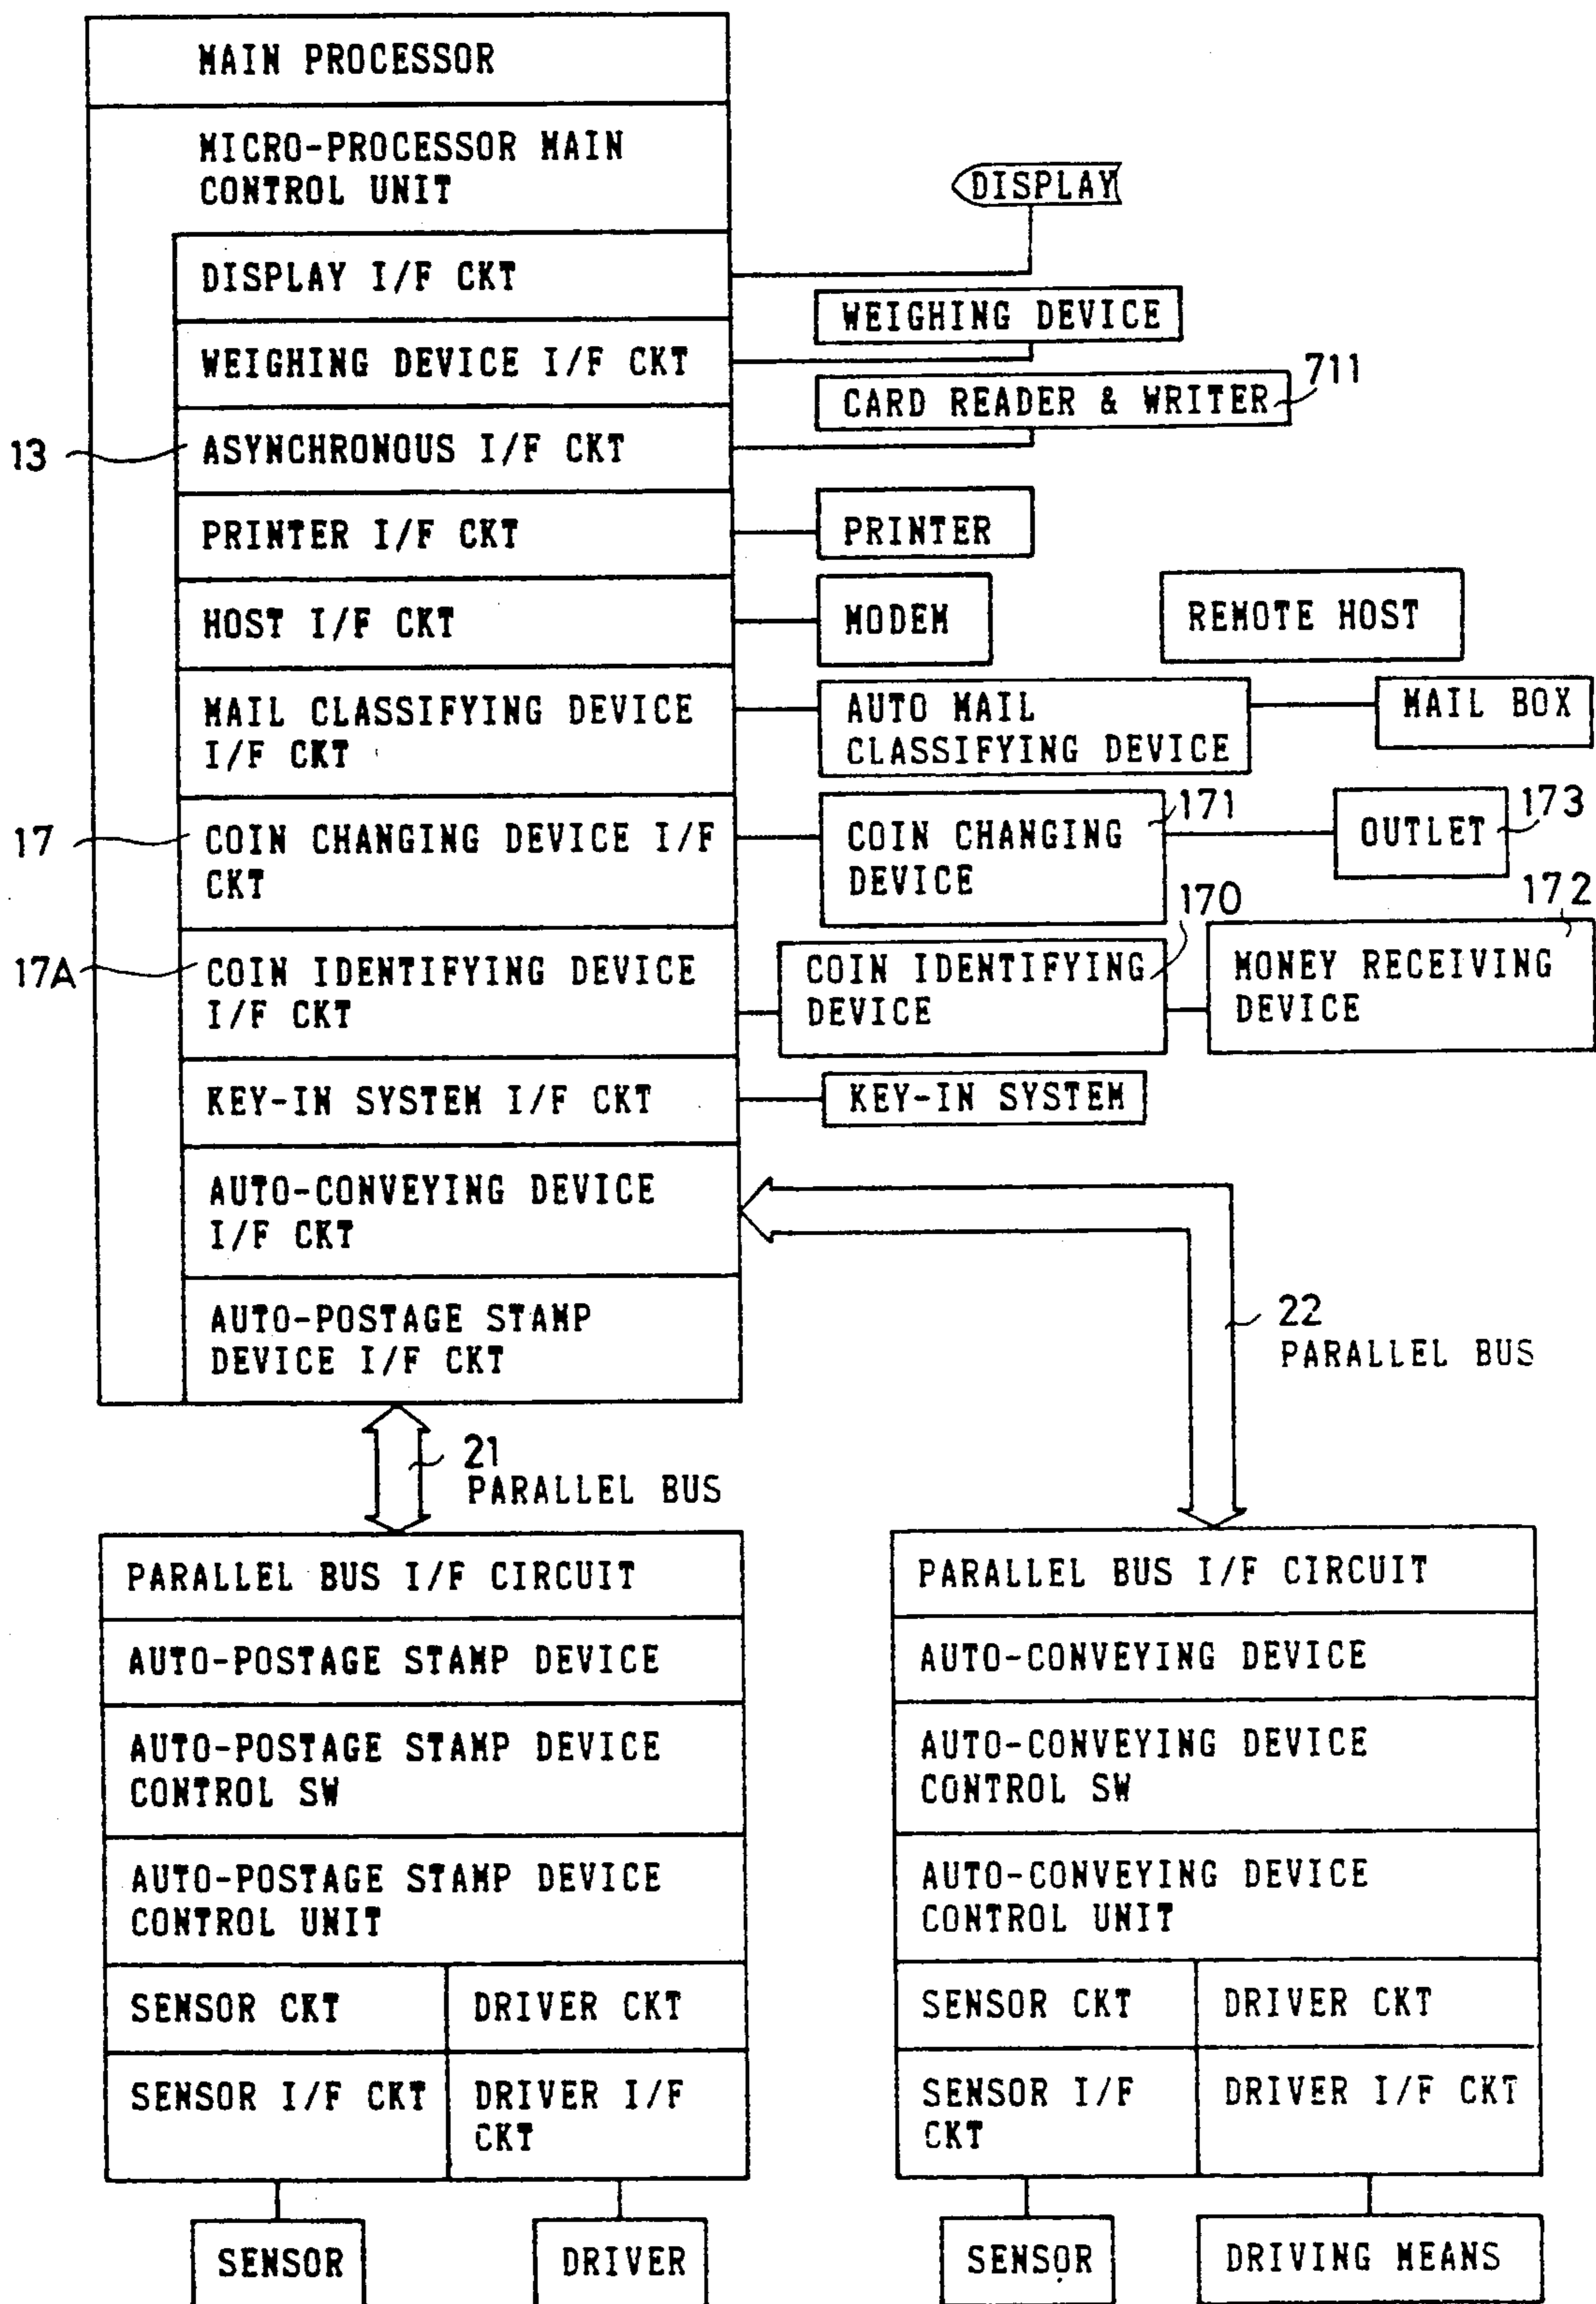 MAIN PROCESSOR
MICRO-PROCESSOR MAIN
CONTROL UNIT
DISPLAY
DISPLAY I/F CKT
WEIGHING DEVICE
WEIGHING DEVICE I/F CKT
711
CARD READER & WRITER
13
ASYNCHRONOUS I/F CKT
PRINTER I/F CKT
PRINTER
HOST I/F CKT
MODEM
REMOTE HOST
MAIL CLASSIFYING DEVICE
I/F CKT
AUTO MAIL
CLASSIFYING DEVICE
MAIL BOX
17
COIN CHANGING DEVICE I/F
CKT
COIN CHANGING
DEVICE
171
OUTLET
173
17A
COIN IDENTIFYING DEVICE
I/F CKT
COIN IDENTIFYING
DEVICE
170
MONEY RECEIVING
DEVICE
172
KEY-IN SYSTEM I/F CKT
KEY-IN SYSTEM
AUTO-CONVEYING DEVICE
I/F CKT
AUTO-POSTAGE STAMP
DEVICE I/F CKT
22
PARALLEL BUS
21
PARALLEL BUS
PARALLEL BUS I/F CIRCUIT
AUTO-POSTAGE STAMP DEVICE
AUTO-POSTAGE STAMP DEVICE
CONTROL SW
AUTO-POSTAGE STAMP DEVICE
CONTROL UNIT
SENSOR CKT
DRIVER CKT
SENSOR I/F CKT
DRIVER I/F
CKT
SENSOR
DRIVER
PARALLEL BUS I/F CIRCUIT
AUTO-CONVEYING DEVICE
AUTO-CONVEYING DEVICE
CONTROL SW
AUTO-CONVEYING DEVICE
CONTROL UNIT
SENSOR CKT
DRIVER CKT
SENSOR I/F
CKT
DRIVER I/F CKT
SENSOR
DRIVING MEANS